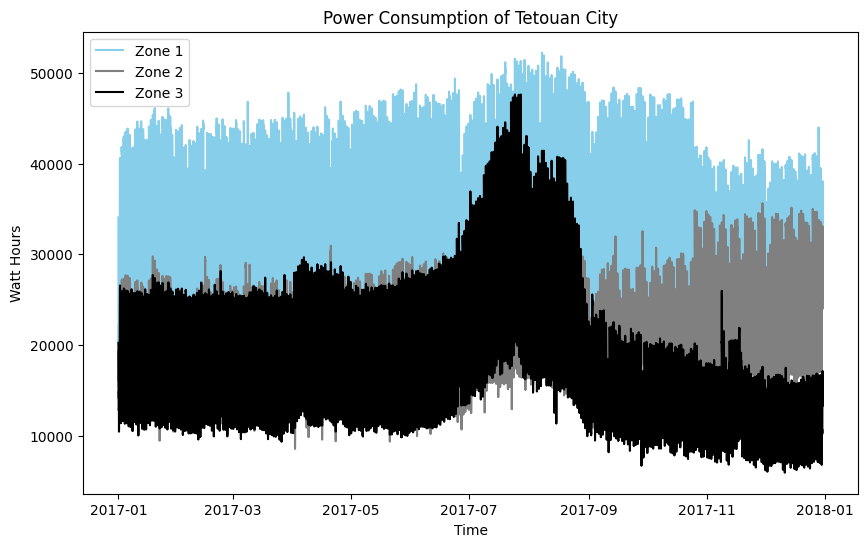 Power Consumption of Tetouan City
Zone 1
Zone 2
Zone 3
50000
40000
30000
20000
10000
Watt Hours
2017-01 2017-03 2017-05 2017-07 2017-09 2017-11 2018-01
Time